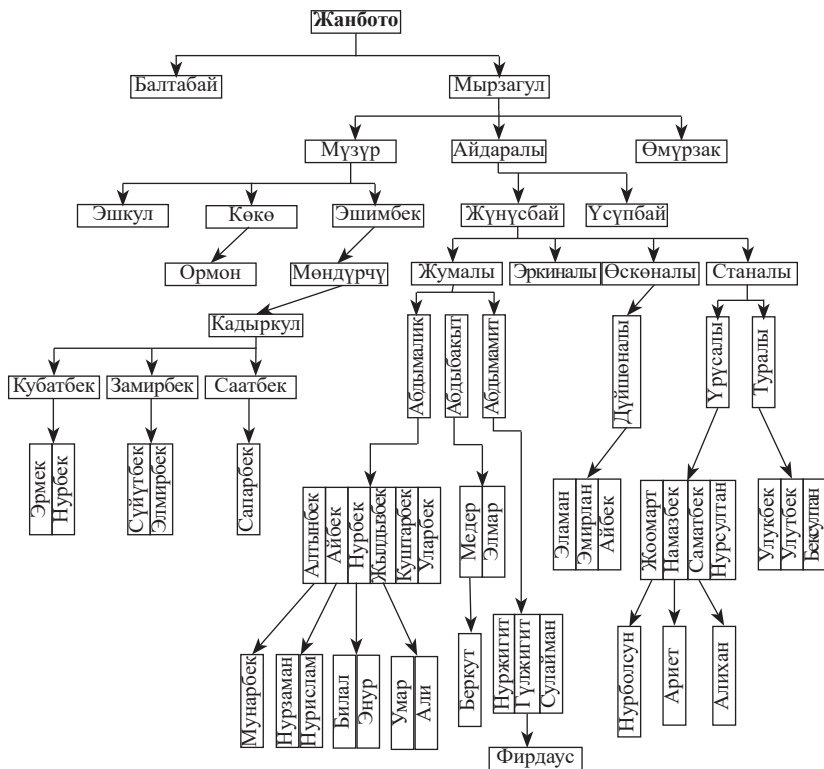 Жанбото
Балтабай
Мырзагул
Мүзүр
Айдаралы
Өмүрзак
Эшкул
Көкө
Эшимбек
Жүнүсбай
Үсүпбай
Ормон
Мөндүрчү
Жумалы
Эркиналы
Өскөналы
Станалы
Кадыркул
Абдымалик
Абдыбакыт
Абдымамит
Дүйшөналы
Үрүсалы
Туралы
Кубатбек
Замирбек
Саатбек
Эрмек
Нурбек
Сүйүтбек
Элмирбек
Сапарбек
Алтынбек
Айбек
Нурбек
Жылдызбек
Куштарбек
Уларбек
Медер
Элмар
Эламан
Эмирлан
Айбек
Жоомарт
Намазбек
Саматбек
Нурсултан
Улукбек
Улутбек
Бексултан
Мунарбек
Нурзаман
Нурислам
Билал
Энур
Умар
Али
Беркут
Нуржигит
Гүлжигит
Сулайман
Нурболсун
Ариет
Алихан
Фирдаус